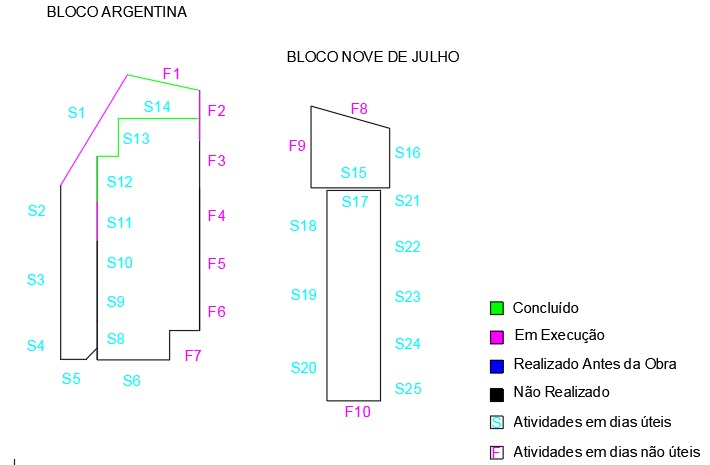 BLOCO ARGENTINA
BLOCO NOVE DE JULHO
F1
S1
S14
F2
S13
F3
S12
S2
S11
F4
S10
F5
S3
S9
F6
S8
S4
F7
S5
S6
F8
F9
S16
S15
S17
S21
S18
S22
S19
S23
S24
S20
S25
F10
Concluído
Em Execução
Realizado Antes da Obra
Não Realizado
S Atividades em dias úteis
F Atividades em dias não úteis